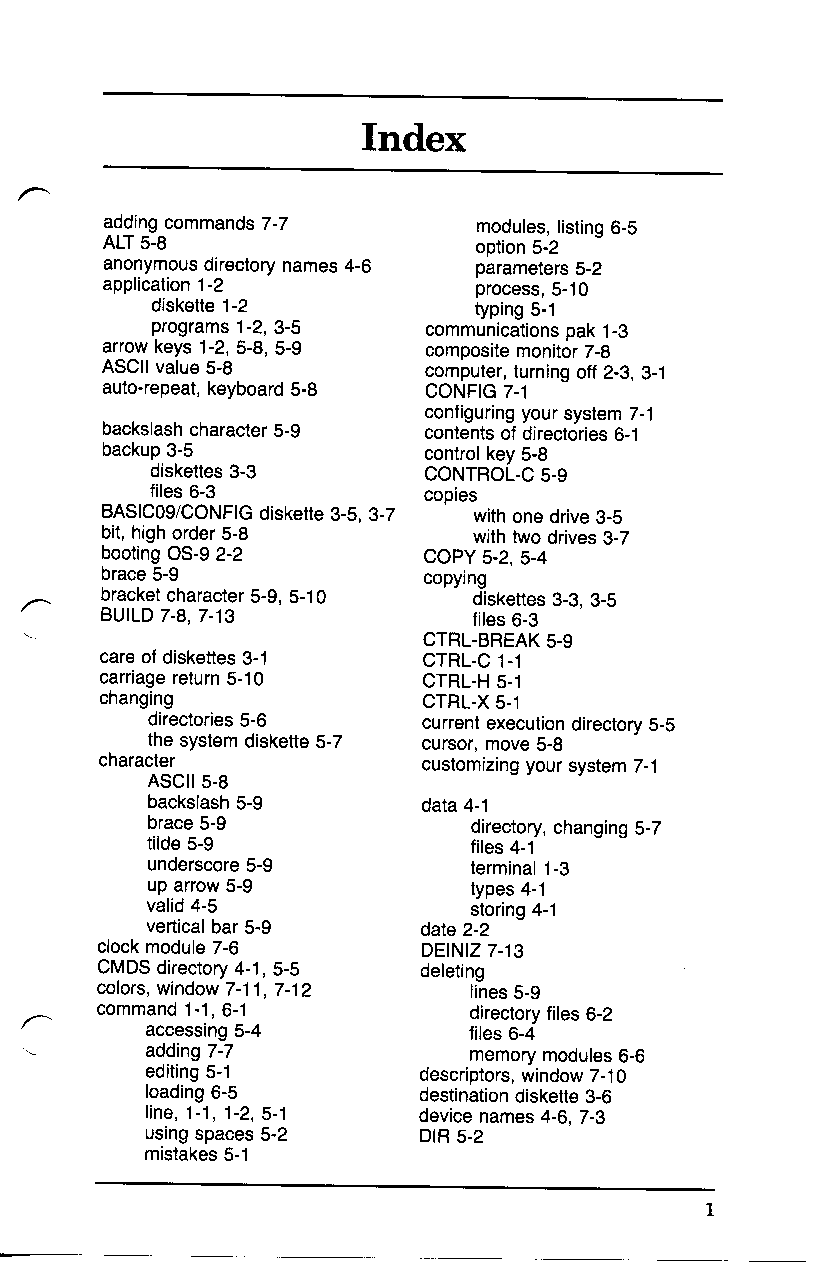 Index
adding commands 7-7
ALT 5-8
anonymous directory names 4-6
application 1-2
diskette 1-2
programs 1-2, 3-5
arrow keys 1-2, 5-8, 5-9
ASCII value 5-8
auto-repeat, keyboard 5-8
backslash character 5-9
backup 3-5
diskettes 3-3
files 6-3
BASIC09/CONFIG diskette 3-5, 3-7
bit, high order 5-8
booting OS-9 2-2
brace 5-9
bracket character 5-9, 5-10
BUILD 7-8, 7-13
care of diskettes 3-1
carriage return 5-10
changing
directories 5-6
the system diskette 5-7
character
ASCII 5-8
backslash 5-9
brace 5-9
tilde 5-9
underscore 5-9
up arrow 5-9
valid 4-5
vertical bar 5-9
clock module 7-6
CMDS directory 4-1, 5-5
colors, window 7-11, 7-12
command 1-1, 6-1
accessing 5-4
adding 7-7
editing 5-1
loading 6-5
line, 1-1, 1-2, 5-1
using spaces 5-2
mistakes 5-1
modules, listing 6-5
option 5-2
parameters 5-2
process, 5-10
typing 5-1
communications pak 1-3
composite monitor 7-8
computer, turning off 2-3, 3-1
CONFIG 7-1
configuring your system 7-1
contents of directories 6-1
control key 5-8
CONTROL-C 5-9
copies
with one drive 3-5
with two drives 3-7
COPY 5-2, 5-4
copying
diskettes 3-3, 3-5
files 6-3
CTRL-BREAK 5-9
CTRL-C 1-1
CTRL-H 5-1
CTRL-X 5-1
current execution directory 5-5
cursor, move 5-8
customizing your system 7-1
data 4-1
directory, changing 5-7
files 4-1
terminal 1-3
types 4-1
storing 4-1
date 2-2
DEINIZ 7-13
deleting
lines 5-9
directory files 6-2
files 6-4
memory modules 6-6
descriptors, window 7-10
destination diskette 3-6
device names 4-6, 7-3
DIR 5-2
1